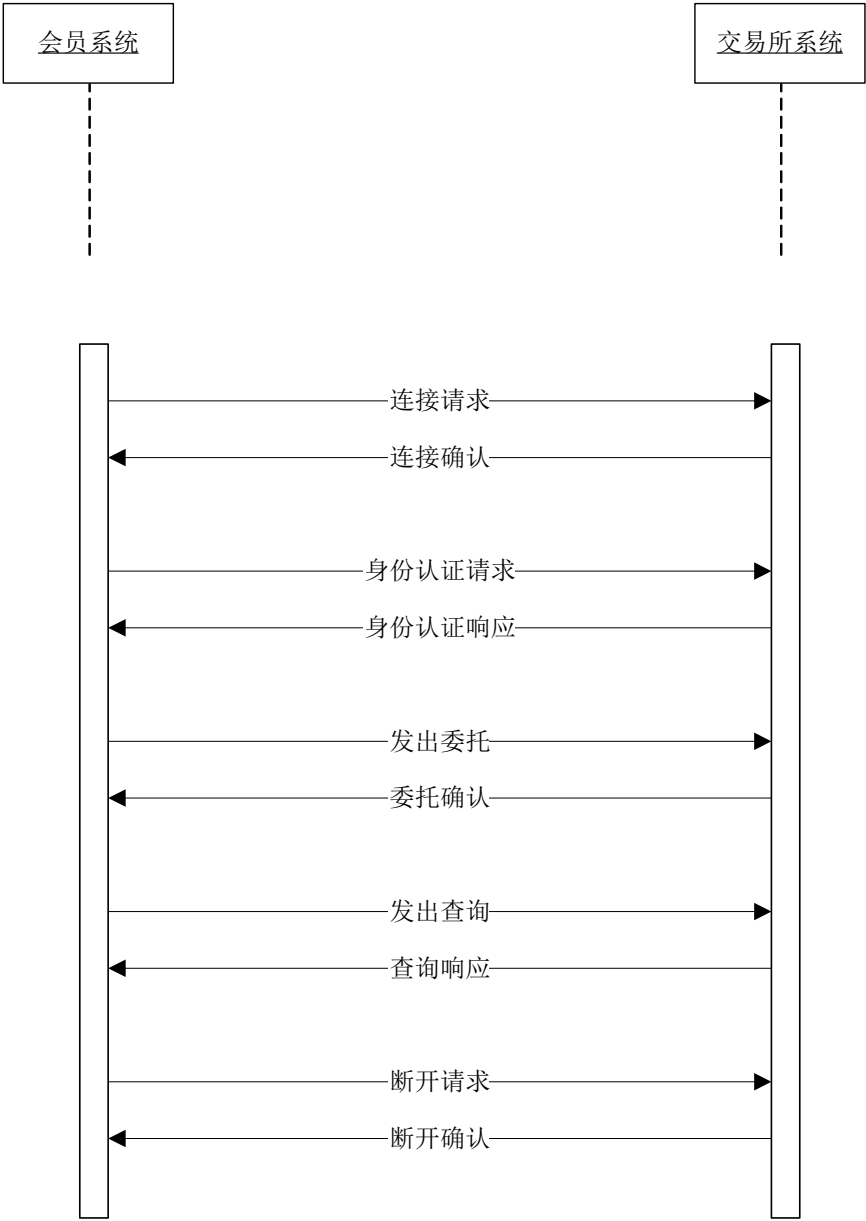 会员系统
交易所系统
连接请求
连接确认
身份认证请求
身份认证响应
发出委托
委托确认
发出查询
查询响应
断开请求
断开确认